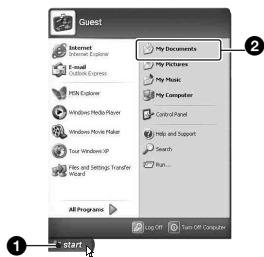 Guest
Internet
Internet Explorer
E-mail
Outlook Express
MSN Explorer
Windows Media Player
Windows Movie Maker
Tour Windows XP
Files and Settings Transfer
Wizard
All Programs
My Documents
2
My Pictures
My Music
My Computer
Control Panel
Help and Support
Search
Run...
Log Off
Turn Off Computer
1
start